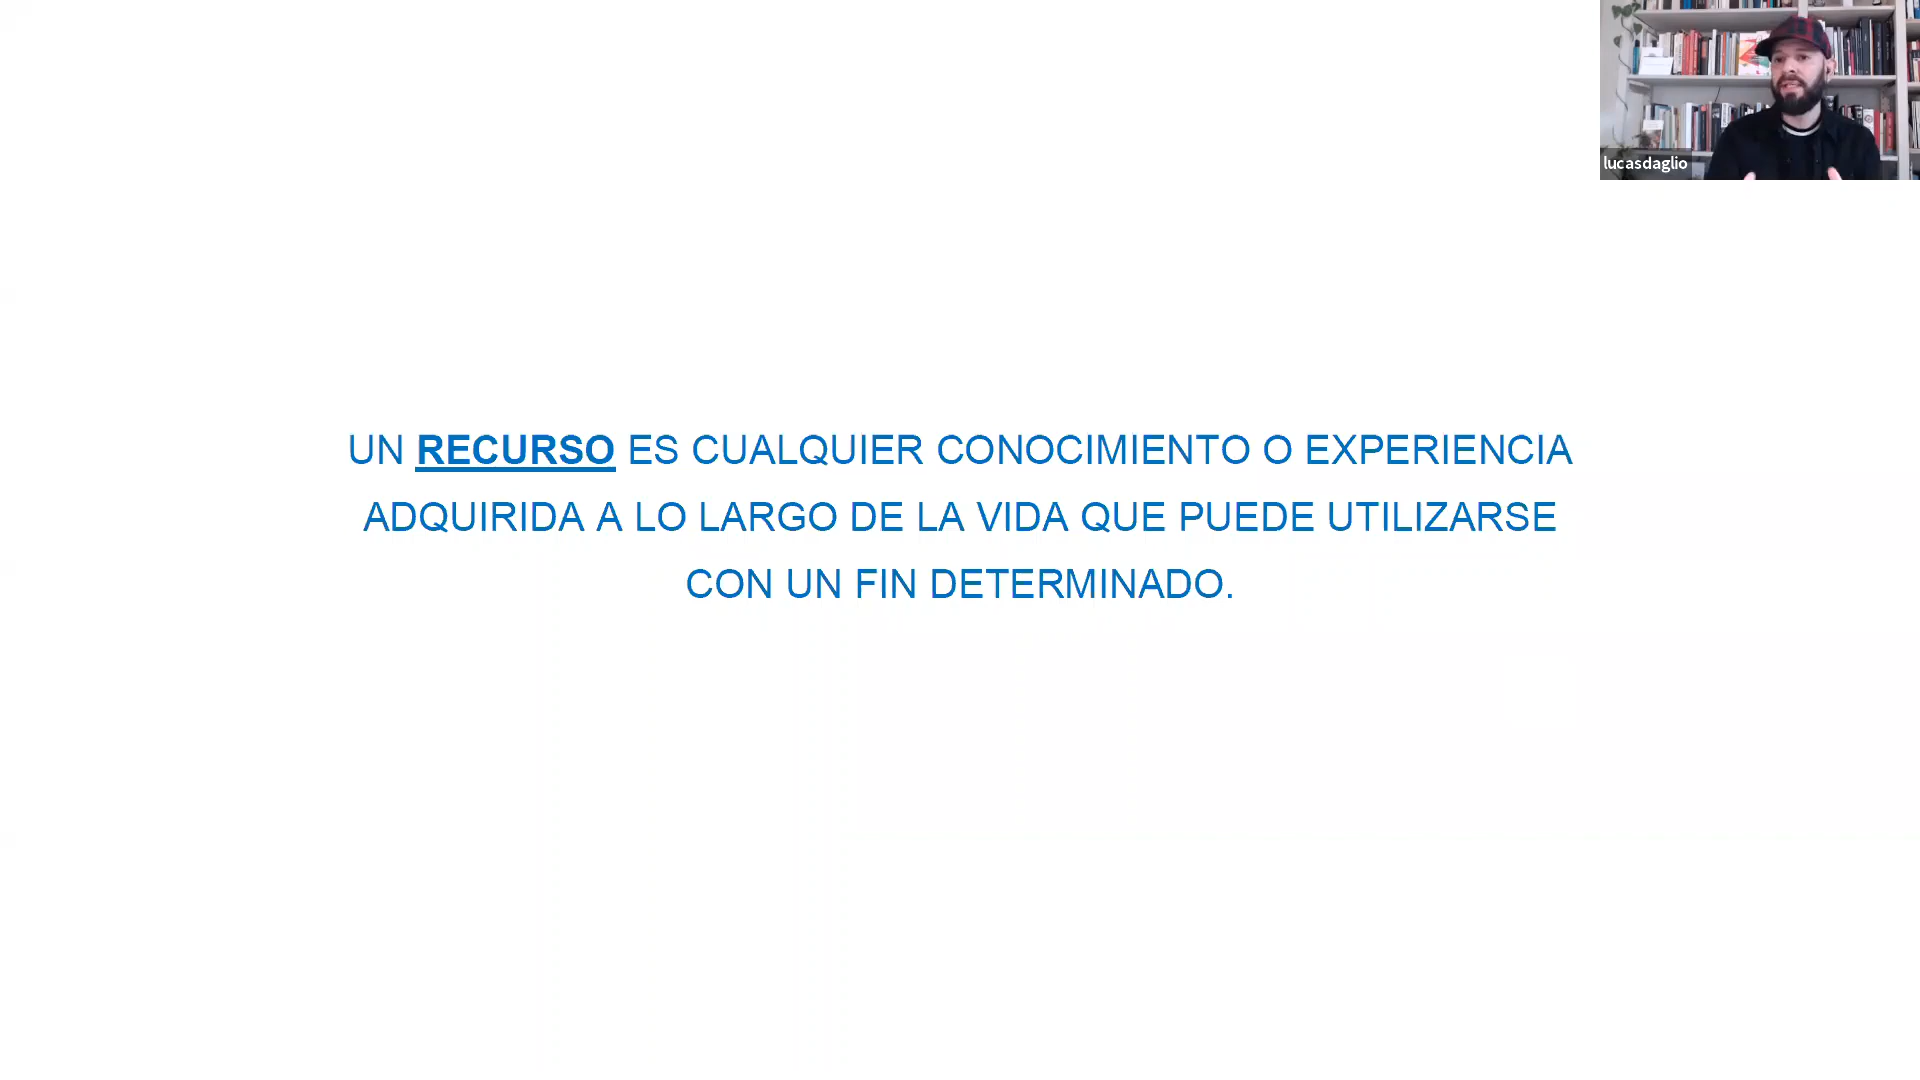 lucasdaglio
UN RECURSO ES CUALQUIER CONOCIMIENTO O EXPERIENCIA
ADQUIRIDA A LO LARGO DE LA VIDA QUE PUEDE UTILIZARSE
CON UN FIN DETERMINADO.